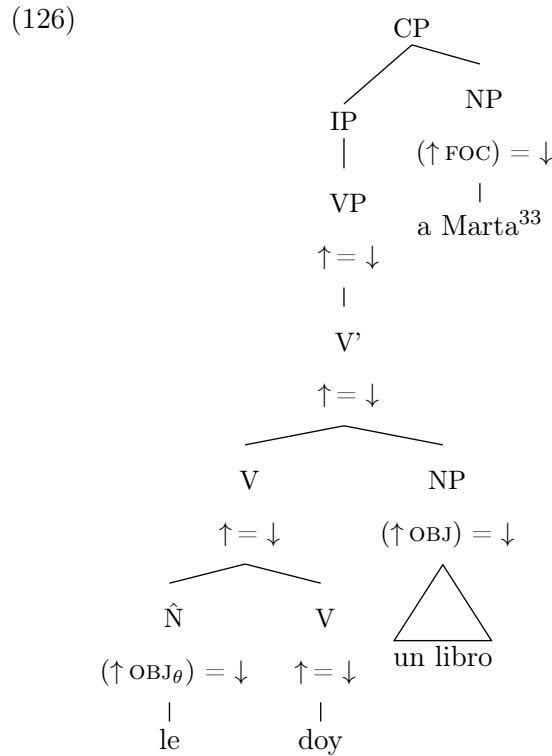 (126)
CP
IP NP
(↑ FOC) = ↓
VP a Marta³³
↑ = ↓
V'
↑ = ↓
V NP
↑ = ↓ (↑ OBJ) = ↓
N̂ V
un libro
(↑ OBJθ) = ↓ ↑ = ↓
le doy